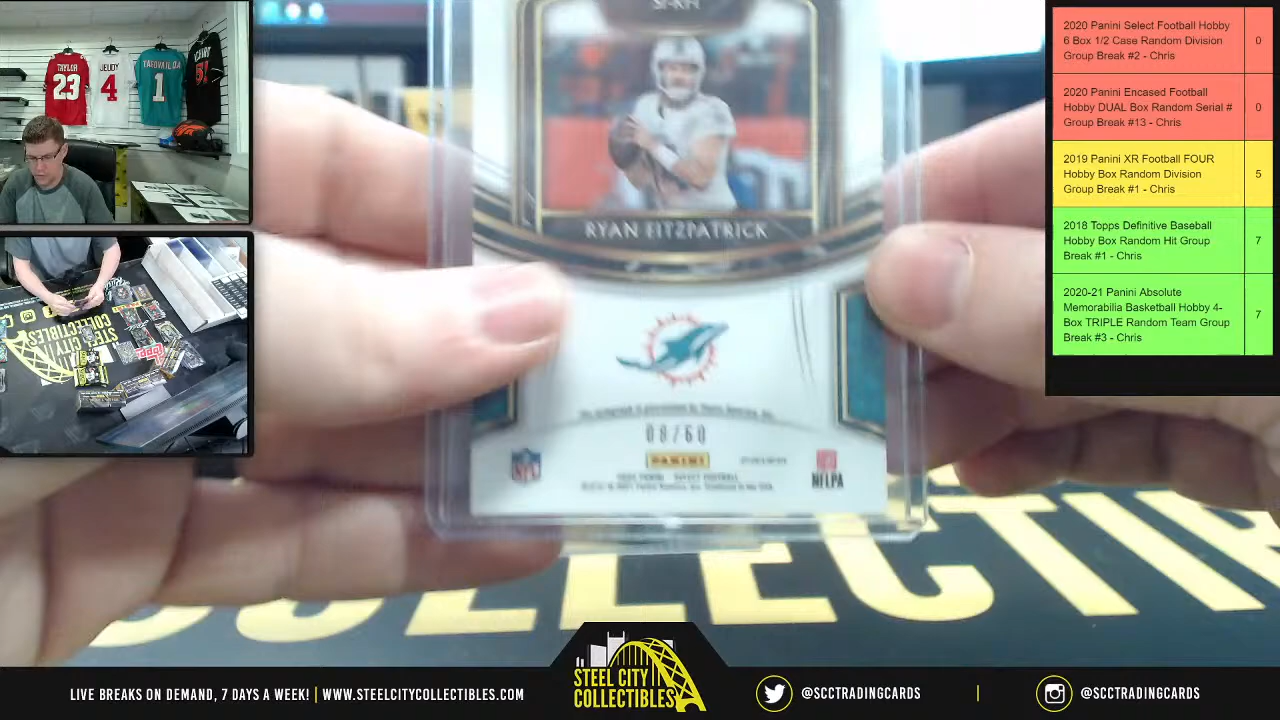 TAYLOR
23
JEUDY
4
TAGOVAILOA
1
2020 Panini Select Football Hobby
6 Box 1/2 Case Random Division
Group Break #2 - Chris
0
2020 Panini Encased Football
Hobby DUAL Box Random Serial #
Group Break #13 - Chris
0
2019 Panini XR Football FOUR
Hobby Box Random Division
Group Break #1 - Chris
5
2018 Topps Definitive Baseball
Hobby Box Random Hit Group
Break #1 - Chris
7
2020-21 Panini Absolute
Memorabilia Basketball Hobby 4-
Box TRIPLE Random Team Group
Break #3 - Chris
7
RYAN FITZPATRICK
08/60
PANINI
NFL
NFLPA
STEEL CITY
COLLECTIBLES
LIVE BREAKS ON DEMAND, 7 DAYS A WEEK! | WWW.STEELCITYCOLLECTIBLES.COM
STEEL CITY
COLLECTIBLES
@SCCTRADINGCARDS | @SCCTRADINGCARDS